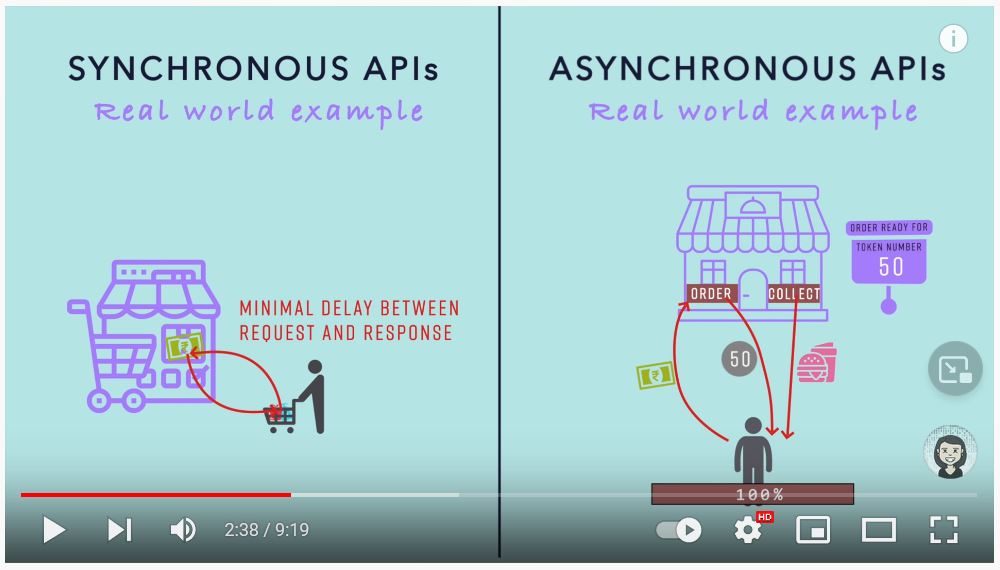 SYNCHRONOUS APIs
Real world example
MINIMAL DELAY BETWEEN
REQUEST AND RESPONSE
₹
ASYNCHRONOUS APIs
Real world example
i
ORDER READY FOR
TOKEN NUMBER
50
ORDER
COLLECT
50
₹
100%
2:38 / 9:19
HD